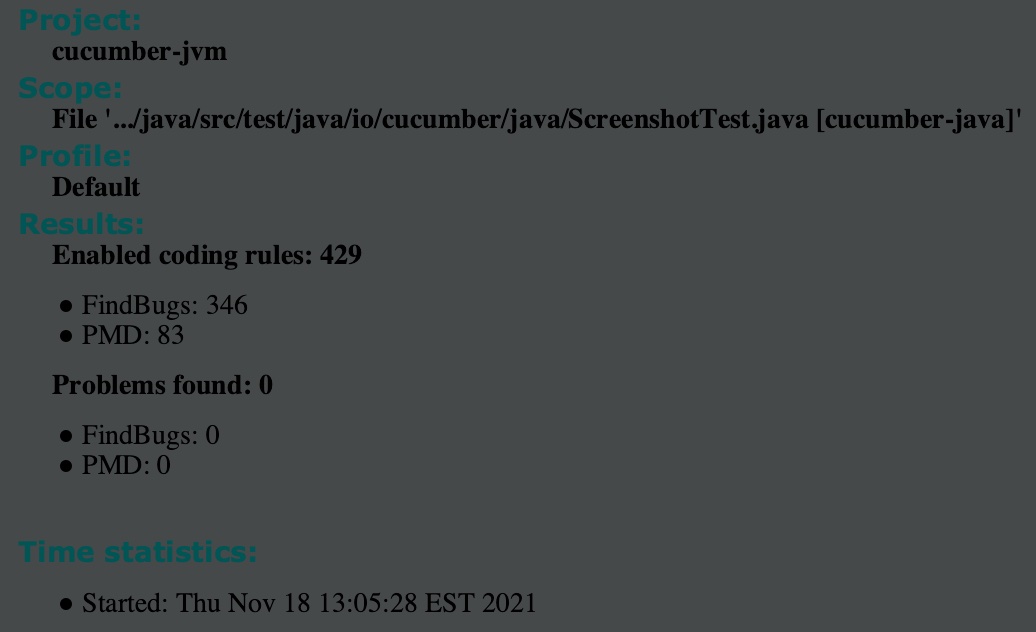 Project:
cucumber-jvm
Scope:
File '.../java/src/test/java/io/cucumber/java/ScreenshotTest.java [cucumber-java]'
Profile:
Default
Results:
Enabled coding rules: 429
● FindBugs: 346
● PMD: 83
Problems found: 0
● FindBugs: 0
● PMD: 0
Time statistics:
● Started: Thu Nov 18 13:05:28 EST 2021